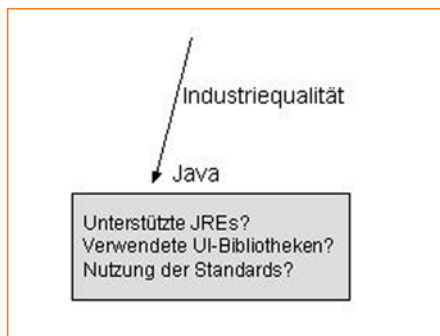 Industriequalität
Java
Unterstützte JREs?
Verwendete UI-Bibliotheken?
Nutzung der Standards?